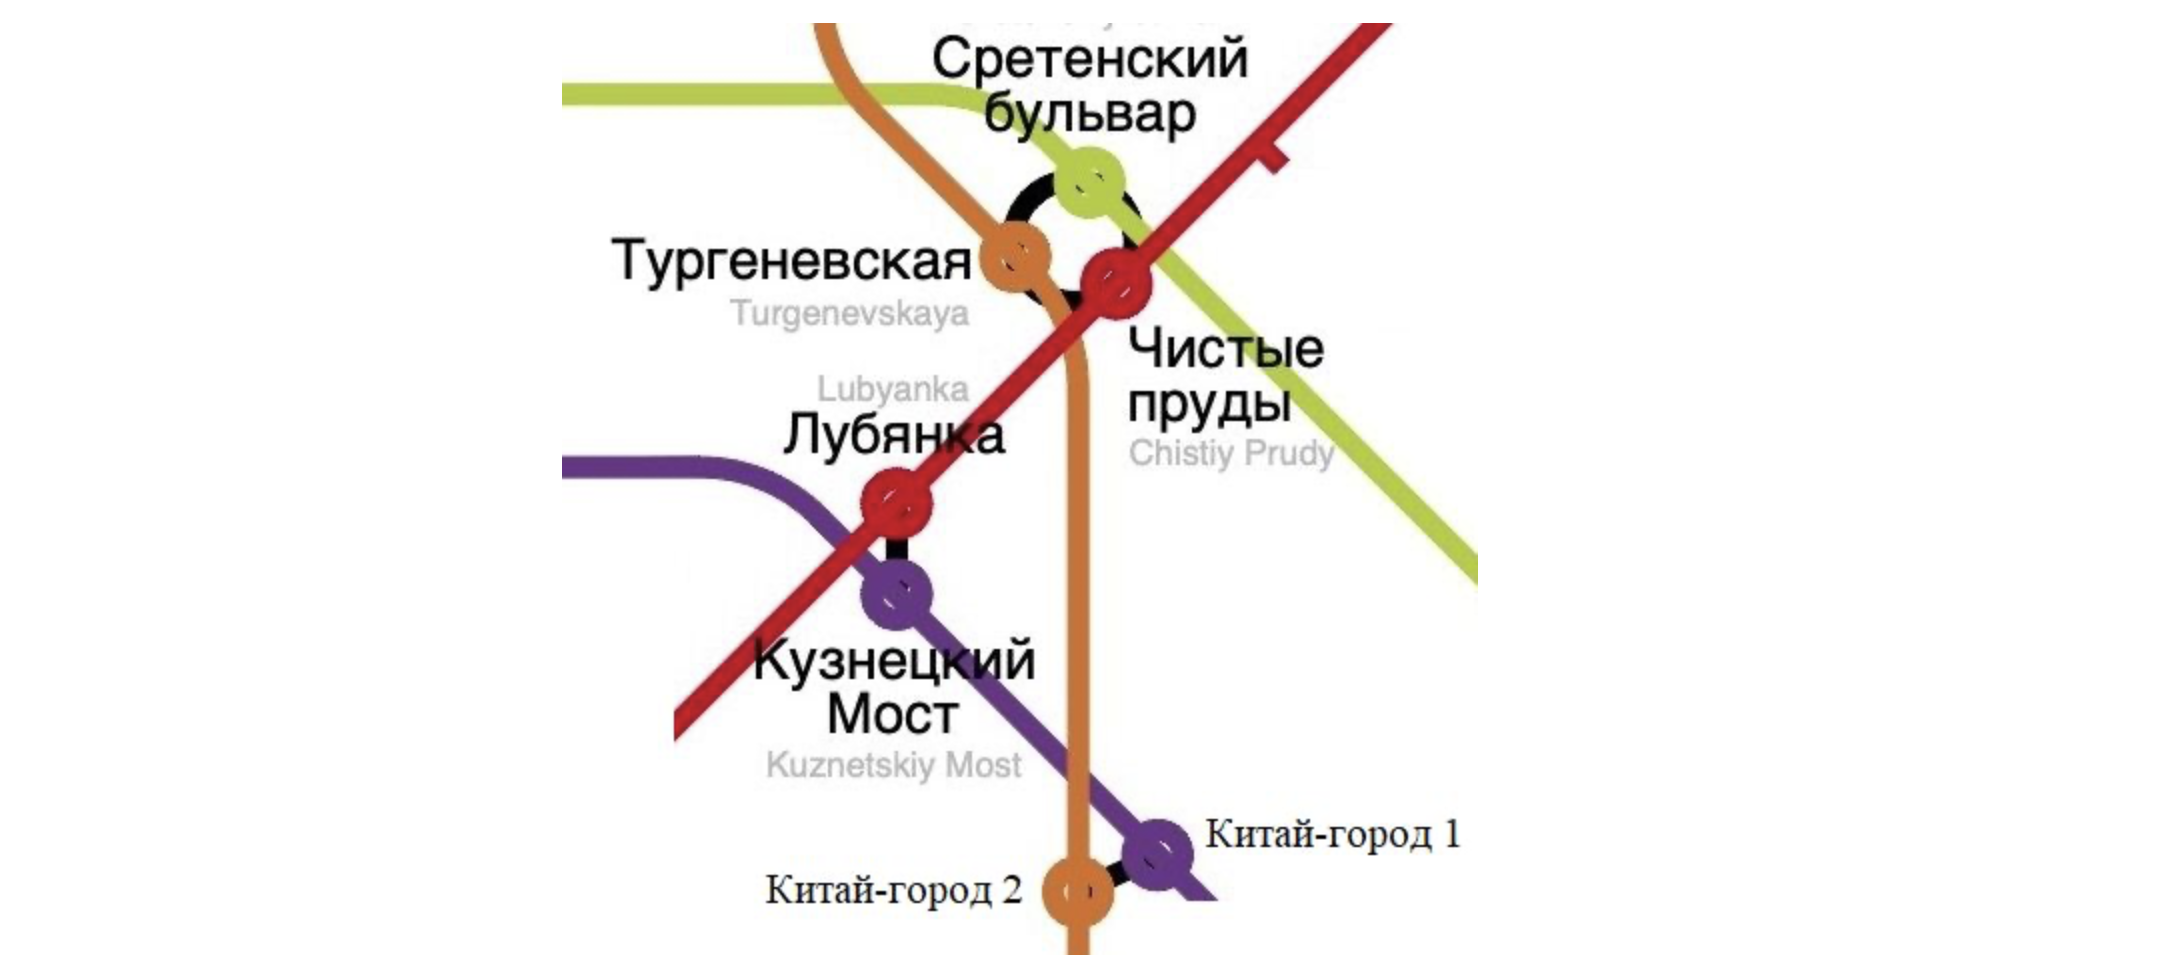 Сретенский
бульвар
Тургеневская
Turgenevskaya
Чистые
пруды
Chistiy Prudy
Lubyanka
Лубянка
Кузнецкий
Мост
Kuznetskiy Most
Китай-город 1
Китай-город 2